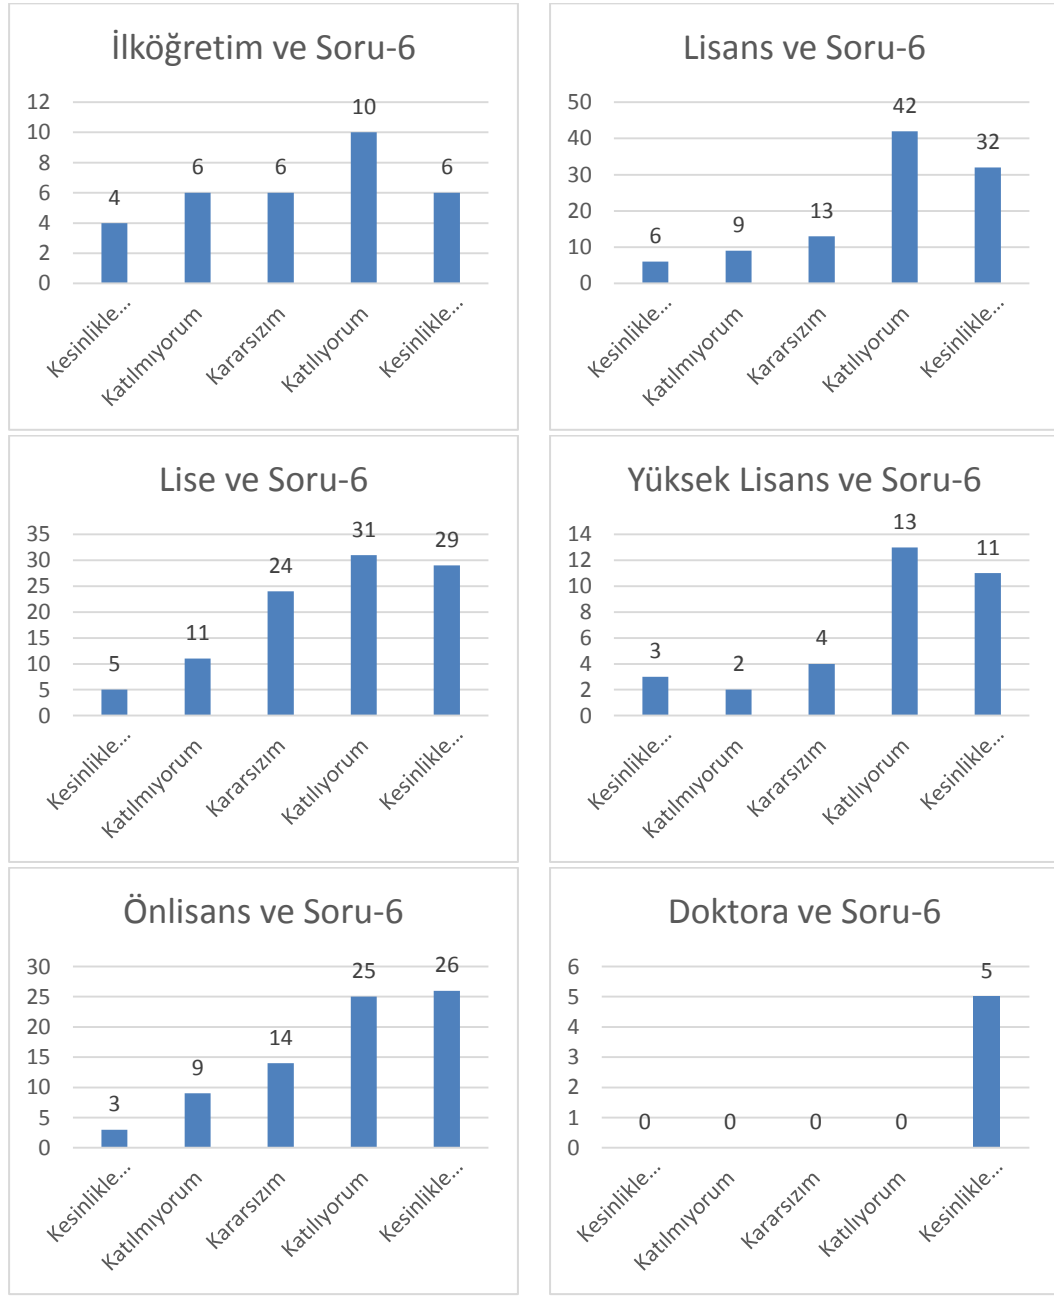 İlköğretim ve Soru-6
12
10
8
6
4
2
0
4
6
6
10
6
Kesinlikle...
Katılmıyorum
Kararsızım
Katılıyorum
Kesinlikle...
Lisans ve Soru-6
50
40
30
20
10
0
6
9
13
42
32
Kesinlikle...
Katılmıyorum
Kararsızım
Katılıyorum
Kesinlikle...
Lise ve Soru-6
35
30
25
20
15
10
5
0
5
11
24
31
29
Kesinlikle...
Katılmıyorum
Kararsızım
Katılıyorum
Kesinlikle...
Yüksek Lisans ve Soru-6
14
12
10
8
6
4
2
0
3
2
4
13
11
Kesinlikle...
Katılmıyorum
Kararsızım
Katılıyorum
Kesinlikle...
Önlisans ve Soru-6
30
25
20
15
10
5
0
3
9
14
25
26
Kesinlikle...
Katılmıyorum
Kararsızım
Katılıyorum
Kesinlikle...
Doktora ve Soru-6
6
5
4
3
2
1
0
0
0
0
0
5
Kesinlikle...
Katılmıyorum
Kararsızım
Katılıyorum
Kesinlikle...